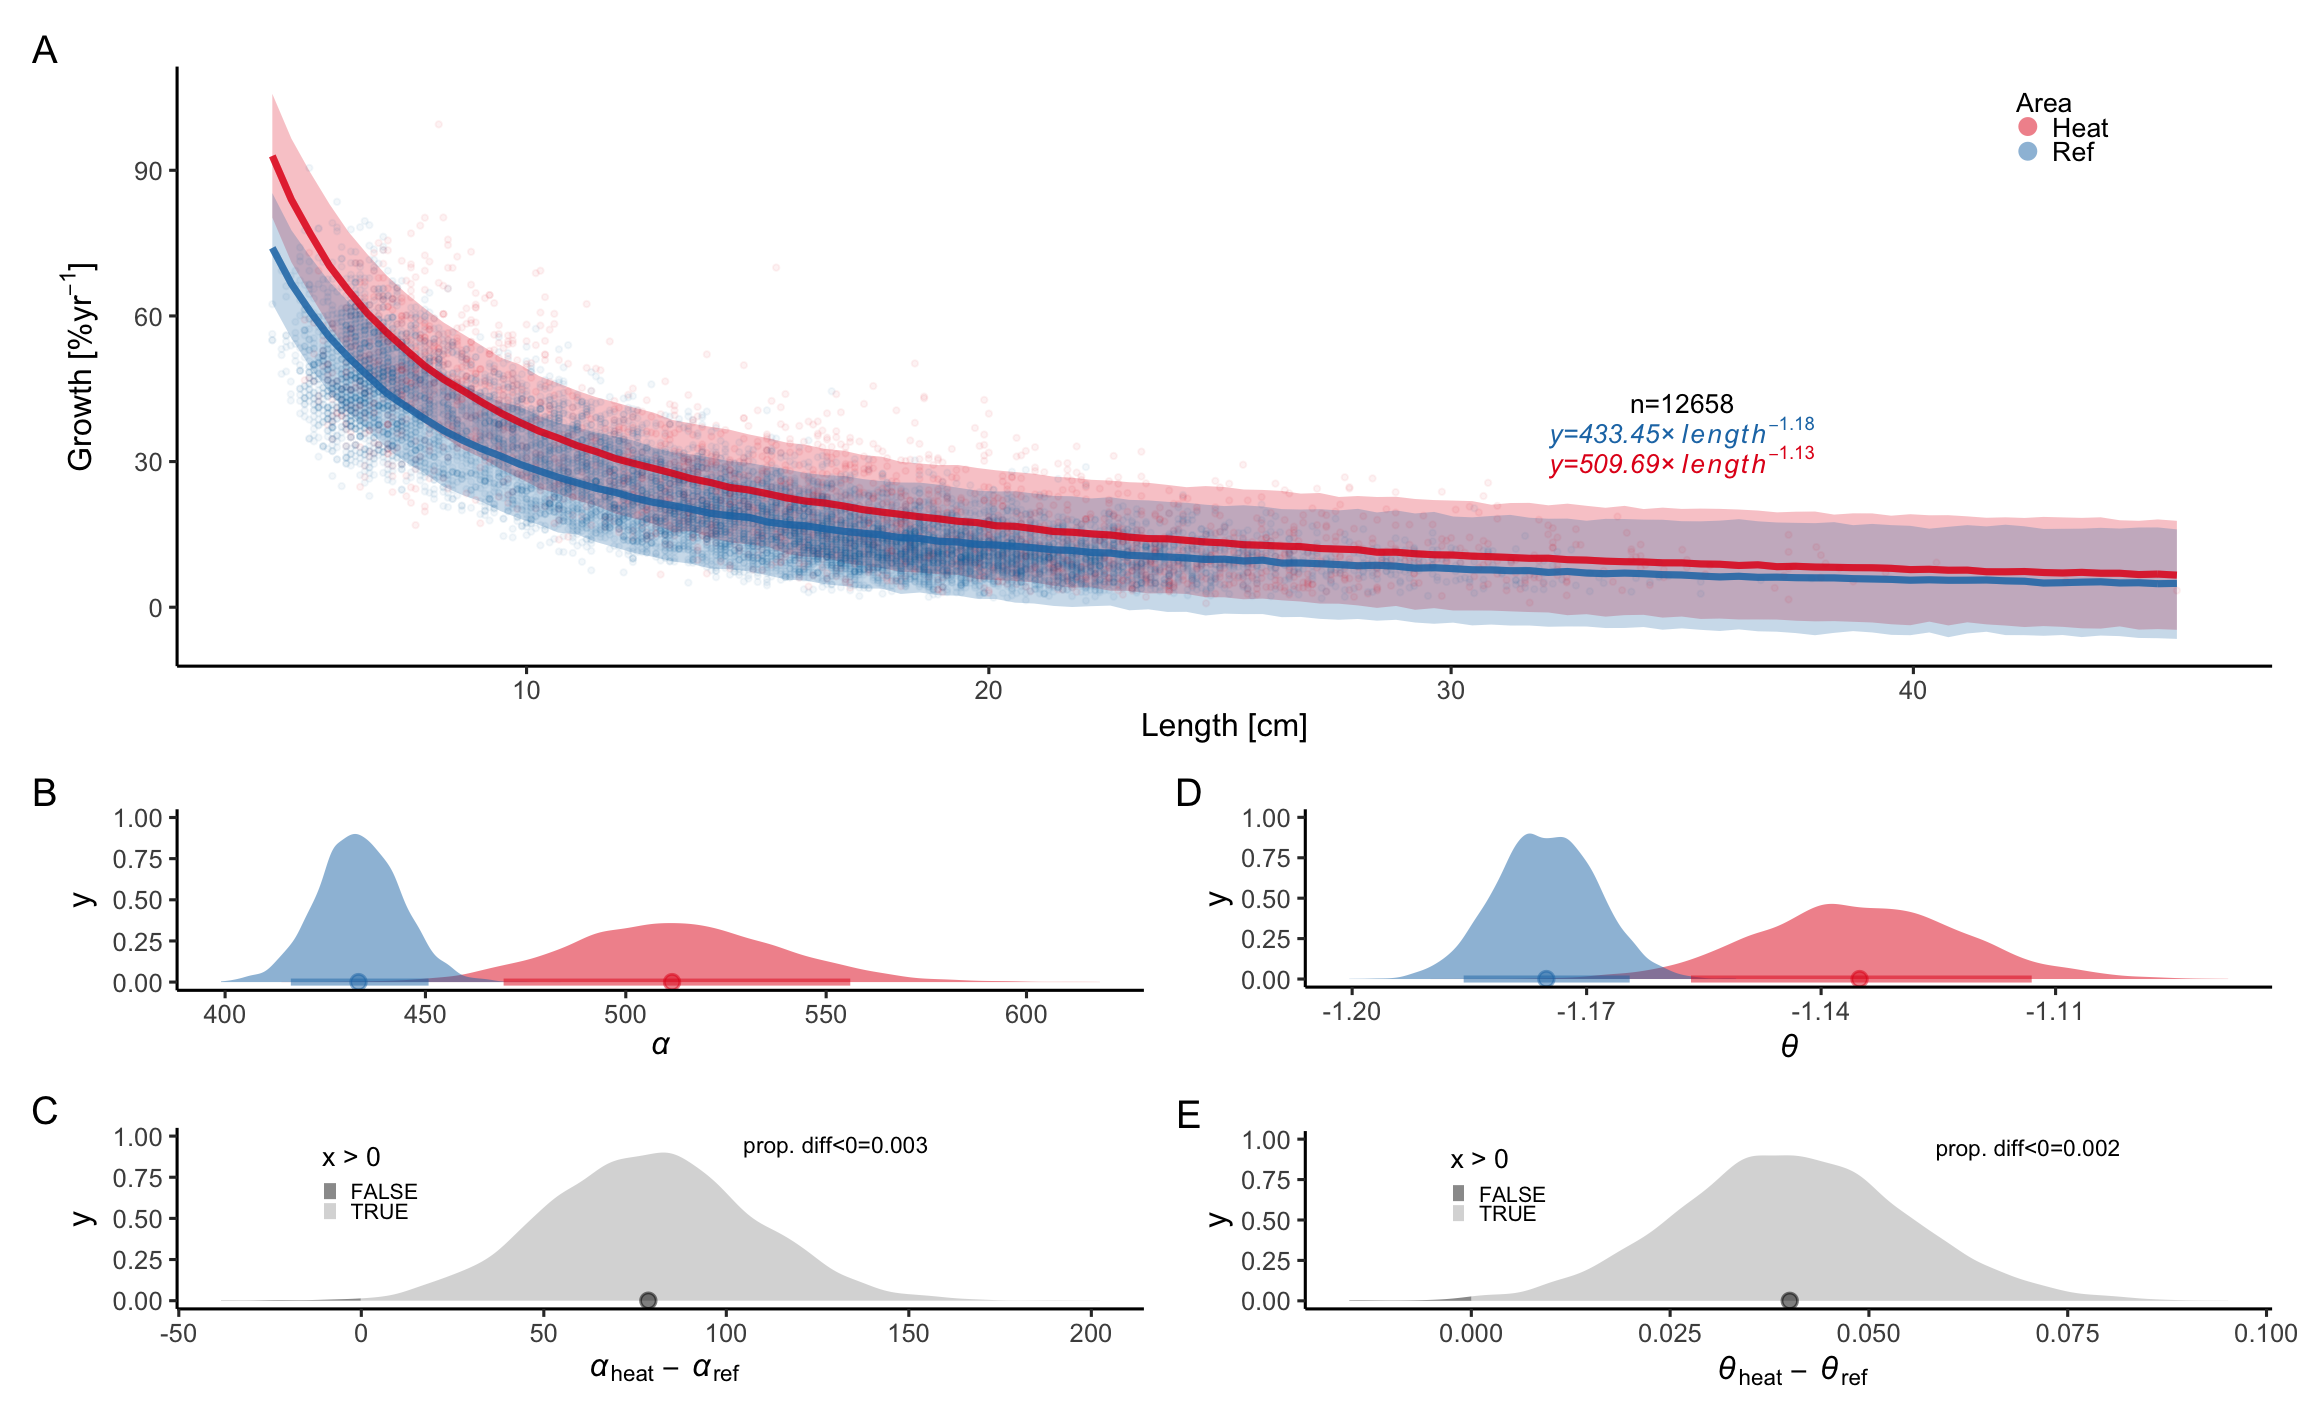 A
Growth [%yr−1]
90
60
30
0
Area
Heat
Ref
n=12658
y=433.45× length−1.18
y=509.69× length−1.13
10 20 30 40
Length [cm]
B
y
1.00
0.75
0.50
0.25
0.00
400 450 500 550 600
α
D
y
1.00
0.75
0.50
0.25
0.00
-1.20 -1.17 -1.14 -1.11
θ
C
y
1.00
0.75
0.50
0.25
0.00
x > 0
FALSE
TRUE
prop. diff<0=0.003
-50 0 50 100 150 200
αheat − αref
E
y
1.00
0.75
0.50
0.25
0.00
x > 0
FALSE
TRUE
prop. diff<0=0.002
0.000 0.025 0.050 0.075 0.100
θheat − θref